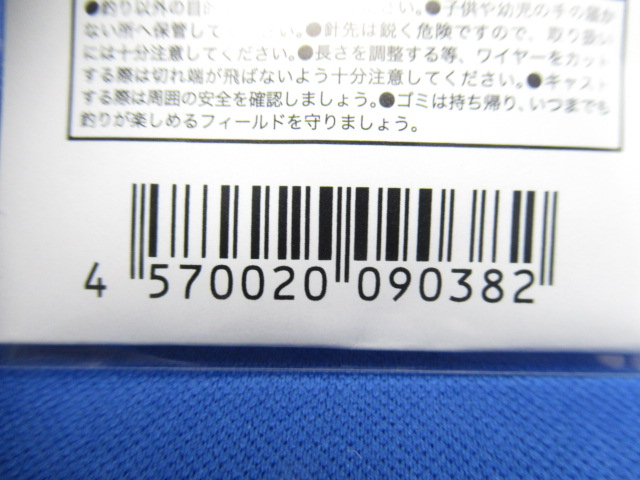 ●釣り以外の目的 さい。●子供や幼児の手の届か
ない所へ保管して ●針先は鋭く危険ですので、取り扱い
には十分注意してください。●長さを調整する等、ワイヤーをカット
する際は切れ端が飛ばないよう十分注意してください。●キャスト
する際は周囲の安全を確認しましょう。●ゴミは持ち帰り、いつまでも
釣りが楽しめるフィールドを守りましょう。
4 570020 090382